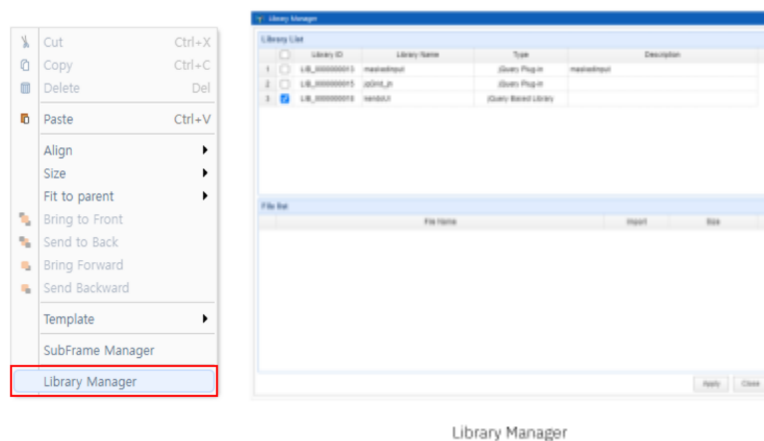 Cut Ctrl+X
Copy Ctrl+C
Delete Del
Paste Ctrl+V
Align
Size
Fit to parent
Bring to Front
Send to Back
Bring Forward
Send Backward
Template
SubFrame Manager
Library Manager
Library Manager
Library List
Library ID Library Name Type Description
1 maskedInput jQuery Plug-in maskedInput
2 jQuery Plug-in
3 jQuery Based Library
File list
File Name Import Size
Apply Close
Library Manager